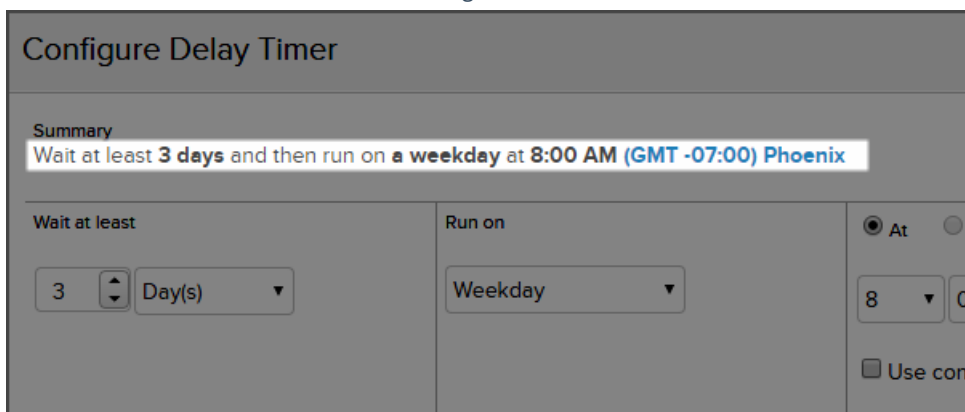 Configure Delay Timer
Summary
Wait at least 3 days and then run on a weekday at 8:00 AM (GMT -07:00) Phoenix
Wait at least
Run on
At
3
Day(s)
Weekday
8
Use